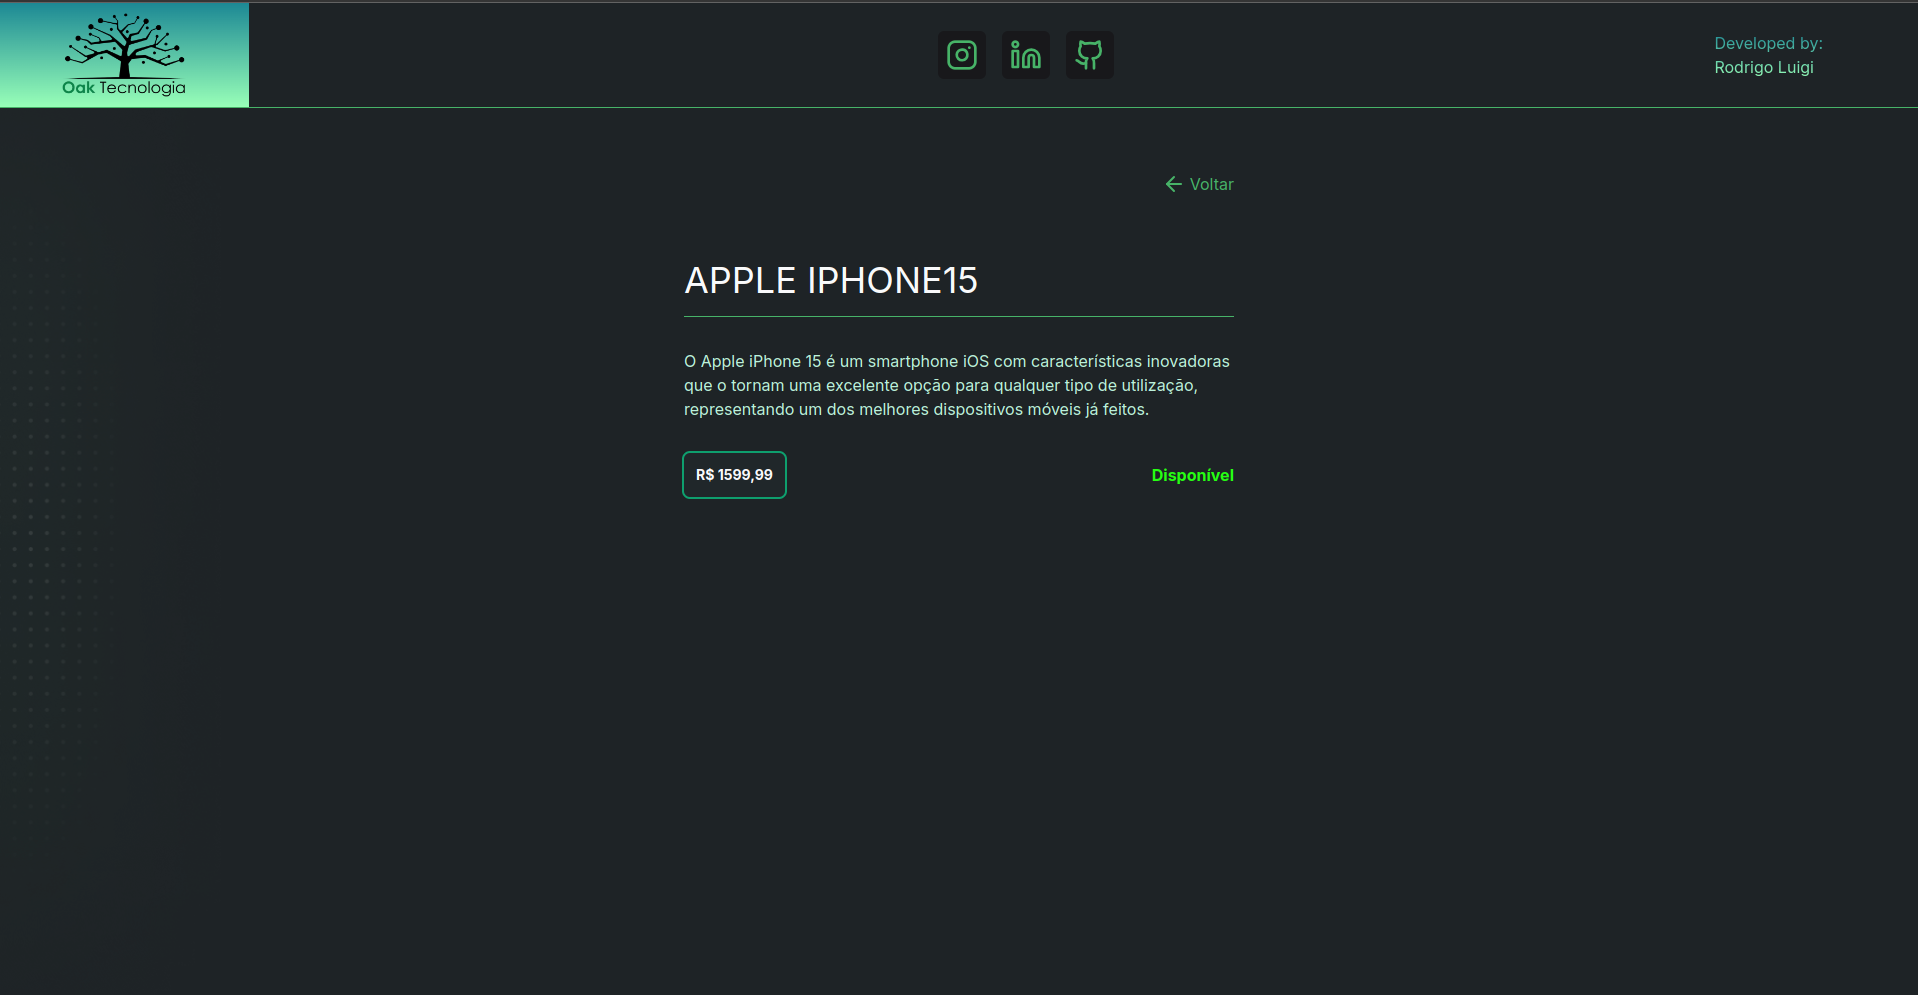 Oak Tecnologia
Developed by:
Rodrigo Luigi
Voltar
APPLE IPHONE15
O Apple iPhone 15 é um smartphone iOS com características inovadoras
que o tornam uma excelente opção para qualquer tipo de utilização,
representando um dos melhores dispositivos móveis já feitos.
R$ 1599,99
Disponível